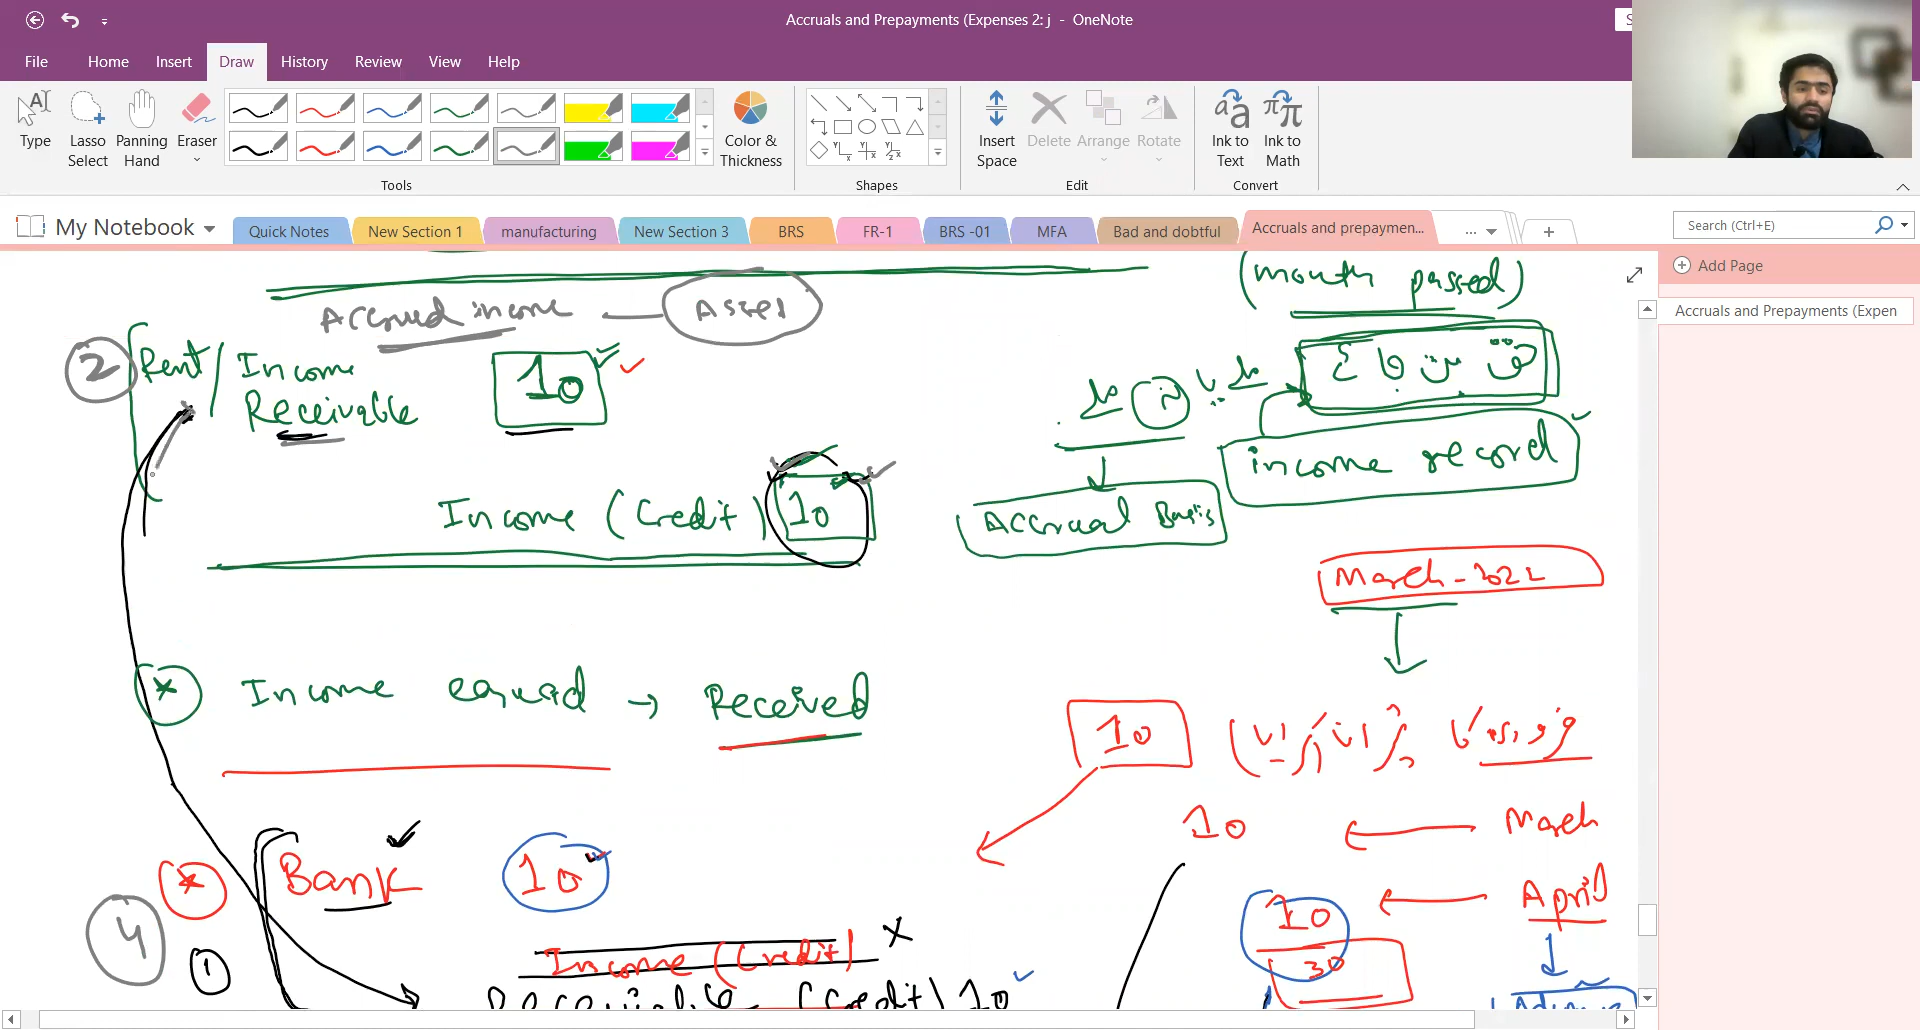 Accruals and Prepayments (Expenses 2: j - OneNote
File Home Insert Draw History Review View Help
Type
Lasso Select
Panning Hand
Eraser
Color & Thickness
Insert Space
Delete
Arrange
Rotate
Ink to Text
Ink to Math
Tools Shapes Edit Convert
My Notebook
Quick Notes
New Section 1
manufacturing
New Section 3
BRS
FR-1
BRS -01
MFA
Bad and doubtful
Accruals and prepaymen...
...
Search (Ctrl+E)
Add Page
Accruals and Prepayments (Expen
(month passed)
Accrued income — Asset
2 Rent / Income 10
Receivable
income record
Income (Credit) 10
Accrual Basis
March - 2022
* Income earned → Received
10
10 ← March
* Bank 10
10 ← April
4
1
Income (Credit) X
30
Receivable (Credit) 10